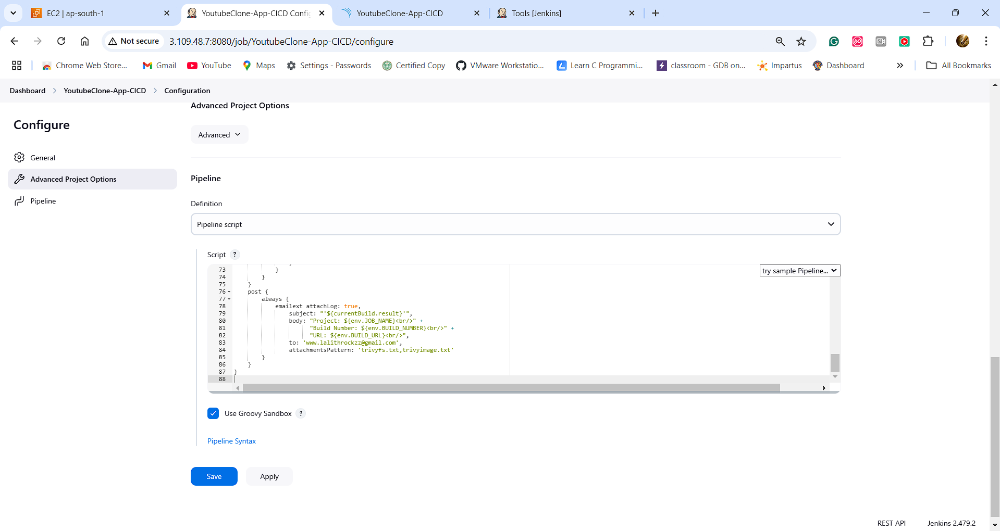 EC2 | ap-south-1
YoutubeClone-App-CICD Config
YoutubeClone-App-CICD
Tools [Jenkins]
Not secure
3.109.48.7:8080/job/YoutubeClone-App-CICD/configure
Chrome Web Store...
Gmail
YouTube
Maps
Settings - Passwords
Certified Copy
VMware Workstatio...
Learn C Programmi...
classroom - GDB on...
Impartus
Dashboard
All Bookmarks
Dashboard
YoutubeClone-App-CICD
Configuration
Configure
General
Advanced Project Options
Pipeline
Advanced Project Options
Advanced
Pipeline
Definition
Pipeline script
Script ?
try sample Pipeline...
73 }
74 }
75 }
76 post {
77 always {
78 emailext attachLog: true,
79 subject: "'${currentBuild.result}'",
80 body: "Project: ${env.JOB_NAME}<br/>" +
81 "Build Number: ${env.BUILD_NUMBER}<br/>" +
82 "URL: ${env.BUILD_URL}<br/>",
83 to: 'www.lalithrockzz@gmail.com',
84 attachmentsPattern: 'trivyfs.txt,trivyimage.txt'
85 }
86 }
87 }
88
Use Groovy Sandbox ?
Pipeline Syntax
Save
Apply
REST API
Jenkins 2.479.2